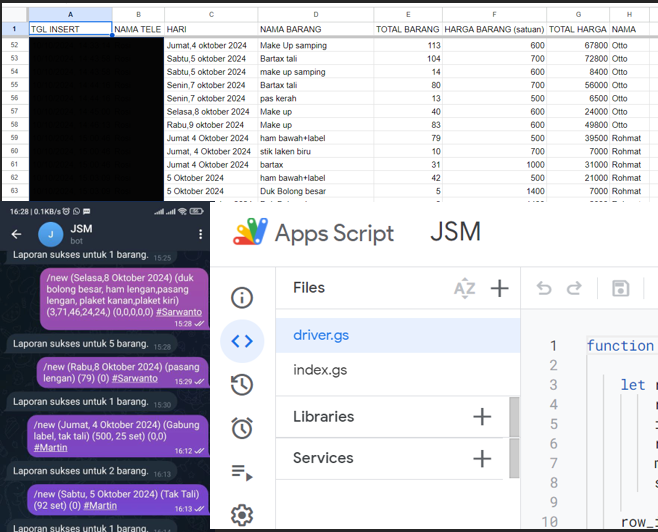 A B C D E F G H
1 TGL INSERT NAMA TELE HARI NAMA BARANG TOTAL BARANG HARGA BARANG (satuan) TOTAL HARGA NAMA
52 Jumat,4 oktober 2024 Make Up samping 113 600 67800 Otto
53 Sabtu,5 oktober 2024 Bartax tali 104 700 72800 Otto
54 Sabtu,5 oktober 2024 make up samping 14 600 8400 Otto
55 Senin,7 oktober 2024 Bartax tali 80 700 56000 Otto
56 Senin,7 oktober 2024 pas kerah 13 500 6500 Otto
57 Selasa,8 oktober 2024 Make up 40 600 24000 Otto
58 Rabu,9 oktober 2024 Make up 83 600 49800 Otto
59 Jumat 4 Oktober 2024 ham bawah+label 79 500 39500 Rohmat
60 Jumat, 4 Oktober 2024 stik laken biru 10 700 7000 Rohmat
61 Jumat 4 Oktober 2024 bartax 31 1000 31000 Rohmat
62 5 Oktober 2024 ham bawah+label 42 500 21000 Rohmat
63 5 Oktober 2024 Duk Bolong besar 5 1400 7000 Rohmat
16:28 | 0.1KB/s
J JSM
bot
Laporan sukses untuk 1 barang. 15:25
/new (Selasa,8 Oktober 2024) (duk
bolong besar, ham lengan,pasang
lengan, plaket kanan,plaket kiri)
(3,71,46,24,24,) (0,0,0,0,0) #Sarwanto
15:28
Laporan sukses untuk 5 barang. 15:28
/new (Rabu,8 Oktober 2024) (pasang
lengan) (79) (0) #Sarwanto 15:29
Laporan sukses untuk 1 barang. 15:30
/new (Jumat, 4 Oktober 2024) (Gabung
label, tak tali) (500, 25 set) (0,0)
#Martin 16:12
Laporan sukses untuk 2 barang. 16:13
/new (Sabtu, 5 Oktober 2024) (Tak Tali)
(92 set) (0) #Martin 16:13
Laporan sukses untuk 1 barang.
Apps Script JSM
Files AZ
driver.gs
index.gs
Libraries
Services
1 function
2
3 let
4
5
6
7
8
9
10 row_